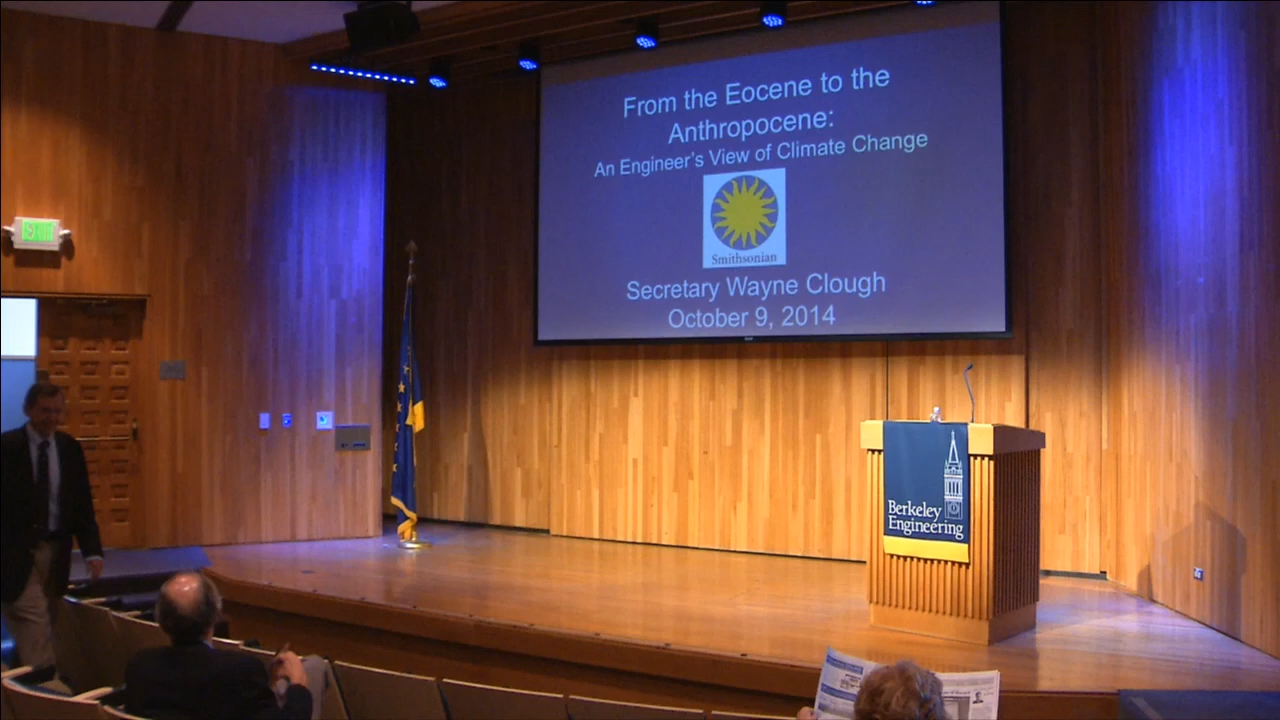 From the Eocene to the
Anthropocene:
An Engineer's View of Climate Change
Smithsonian
Secretary Wayne Clough
October 9, 2014
EXIT
Berkeley
Engineering